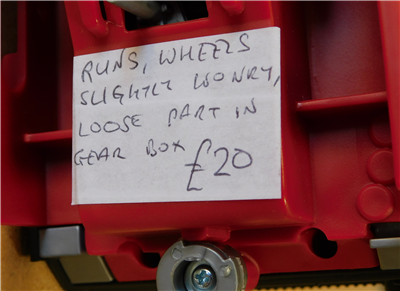 RUNS, WHEELS
SLIGHTLY WONKY,
LOOSE PART IN
GEAR BOX £20